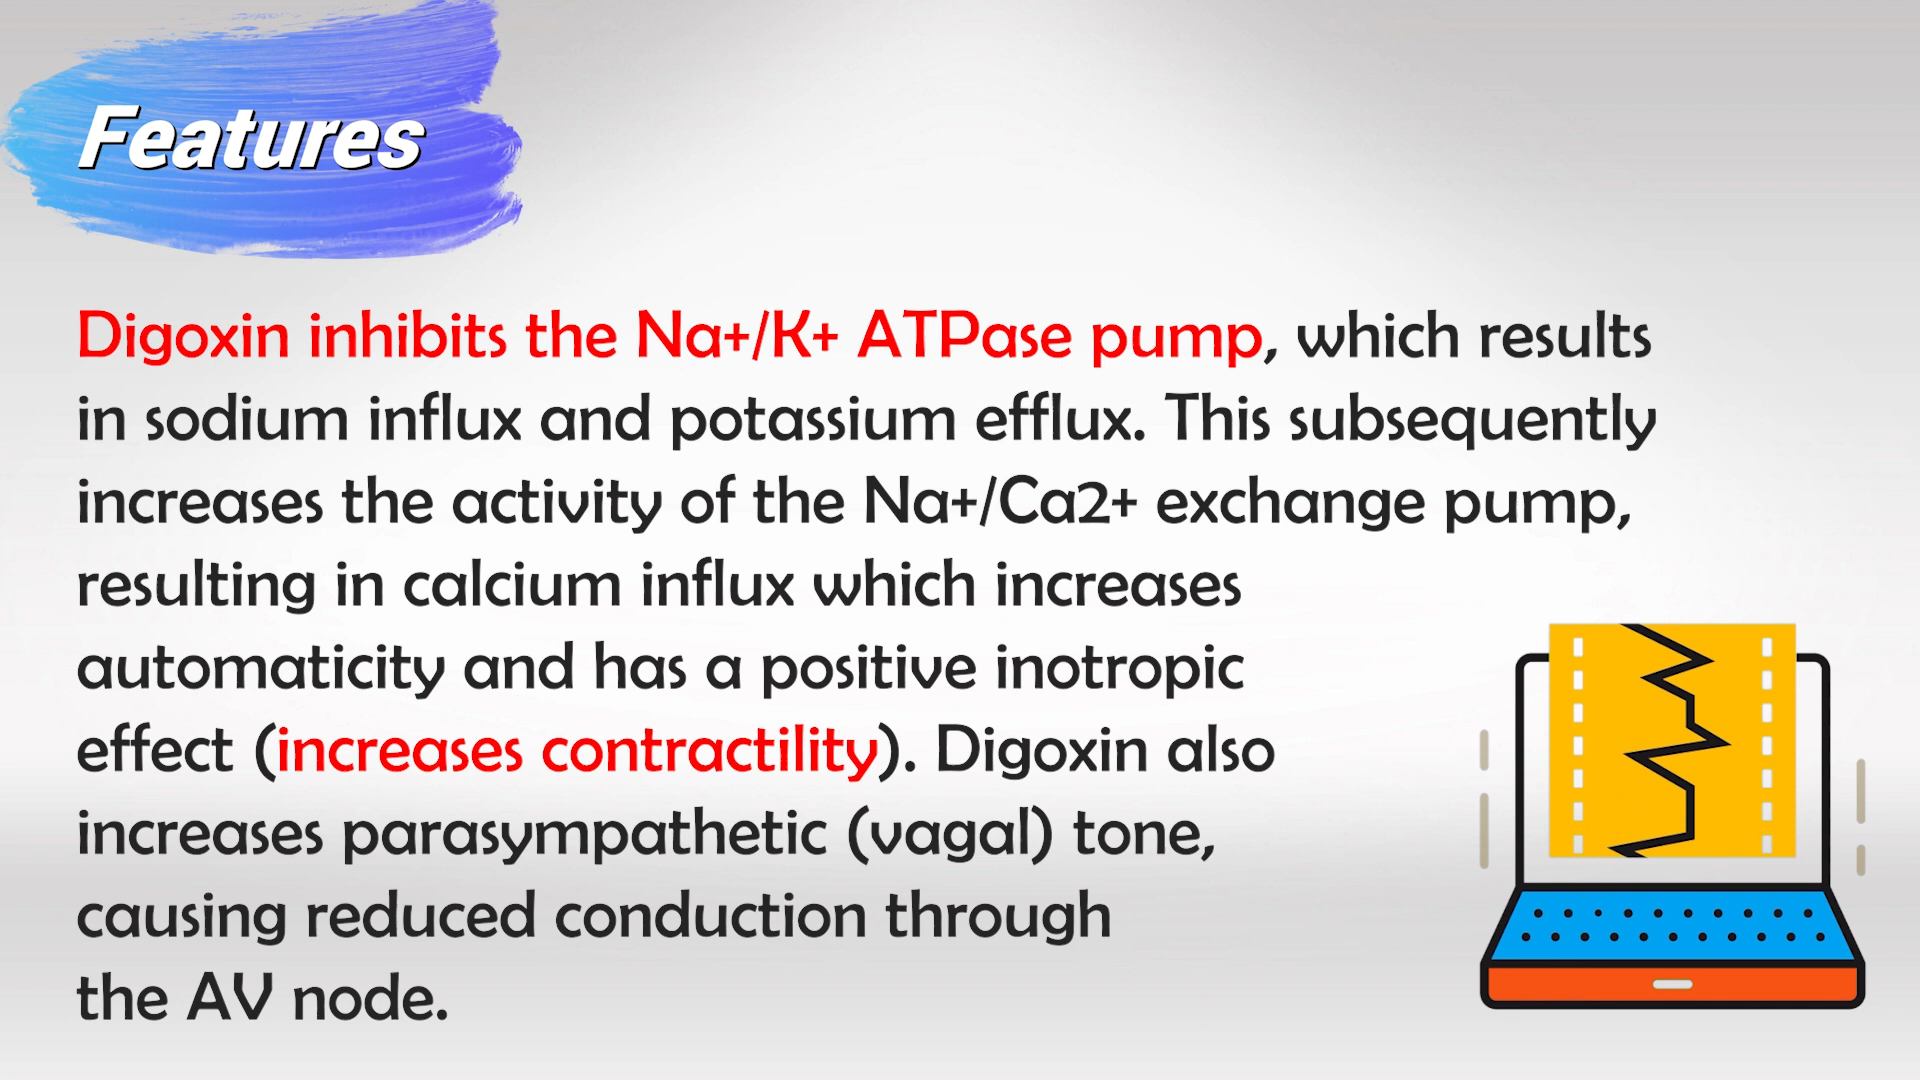 Features
Digoxin inhibits the Na+/K+ ATPase pump, which results
in sodium influx and potassium efflux. This subsequently
increases the activity of the Na+/Ca2+ exchange pump,
resulting in calcium influx which increases
automaticity and has a positive inotropic
effect (increases contractility). Digoxin also
increases parasympathetic (vagal) tone,
causing reduced conduction through
the AV node.